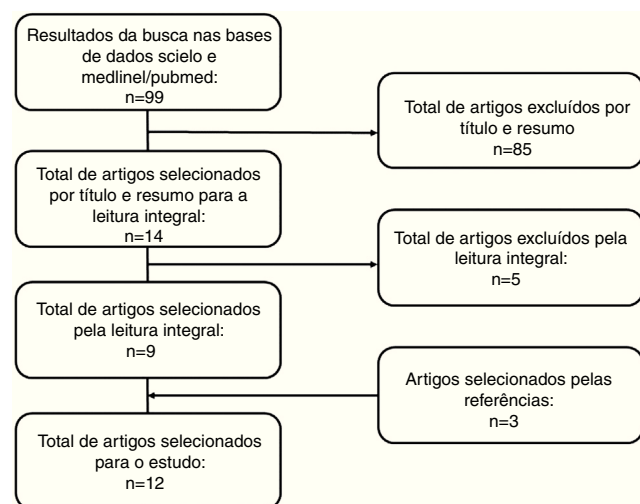 Resultados da busca nas bases
de dados scielo e
medlinel/pubmed:
n=99
Total de artigos excluídos por
título e resumo
n=85
Total de artigos selecionados
por título e resumo para a
leitura integral:
n=14
Total de artigos excluídos pela
leitura integral:
n=5
Total de artigos selecionados
pela leitura integral:
n=9
Artigos selecionados pelas
referências:
n=3
Total de artigos selecionados
para o estudo:
n=12